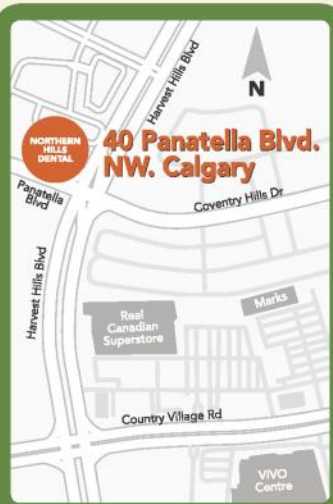 Harvest Hills Blvd
N
NORTHERN
HILLS
DENTAL
40 Panatella Blvd.
NW. Calgary
Panatella
Blvd
Coventry Hills Dr
Harvest Hills Blvd
Marks
Real
Canadian
Superstore
Country Village Rd
VIVO
Centre